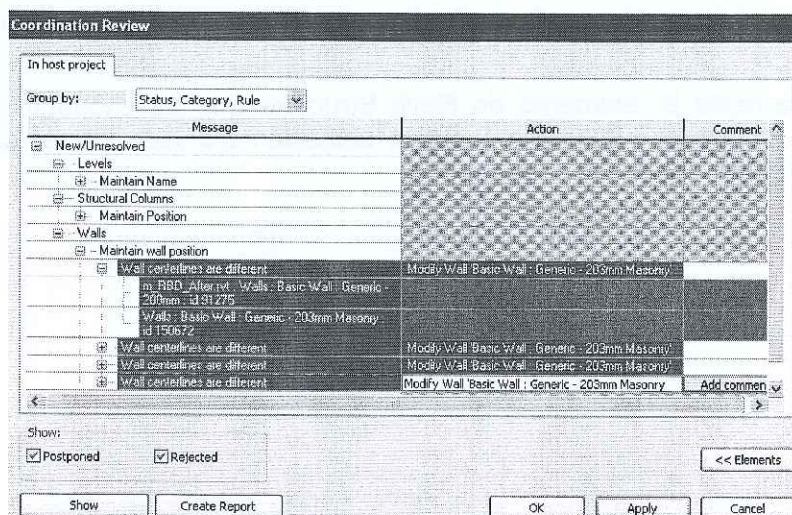 Coordination Review
In host project
Group by: Status, Category, Rule
Message Action Comment
New/Unresolved
Levels
Maintain Name
Structural Columns
Maintain Position
Walls
Maintain wall position
Wall centerlines are different Modify Wall 'Basic Wall : Generic - 203mm Masonry'
m_RBD_After.rvt : Walls : Basic Wall : Generic -
200mm : id 91275
Walls : Basic Wall : Generic - 203mm Masonry :
id 150672
Wall centerlines are different Modify Wall 'Basic Wall : Generic - 203mm Masonry'
Wall centerlines are different Modify Wall 'Basic Wall : Generic - 203mm Masonry'
Wall centerlines are different Modify Wall 'Basic Wall : Generic - 203mm Masonry Add commen
Show:
Postponed Rejected
<< Elements
Show Create Report OK Apply Cancel